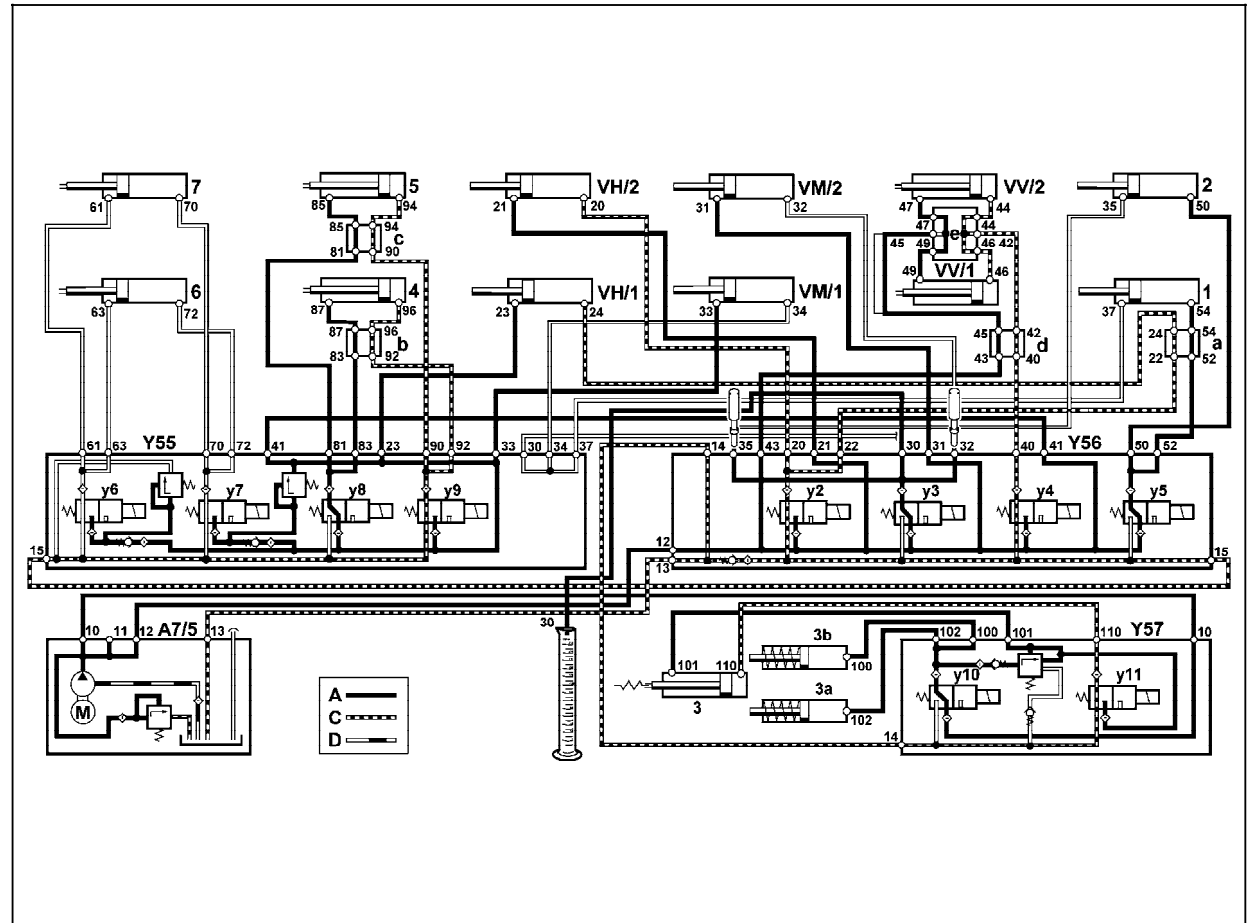 7 5 VH/2 VM/2 VV/2 2
61 70 85 94 21 20 31 32 47 44 35 50
85 94 47 44
c e
81 90 45 49 46 42
VV/1
49 46
6 4 VH/1 VM/1 1
63 72 87 96 23 24 33 34 37 54
87 96 45 42 24 54
b d a
83 92 43 40 22 52
61 63 Y55 70 72 41 81 83 23 90 92 33 30 34 37 14 35 43 20 21 22 30 31 32 40 41 Y56 50 52
y6 y7 y8 y9 y2 y3 y4 y5
12
15 13 15
10 11 12 A7/5 13 30 102 100 101 110 Y57 10
3b
101 110 100
y10 y11
M A 3 3a
C 102
D 14